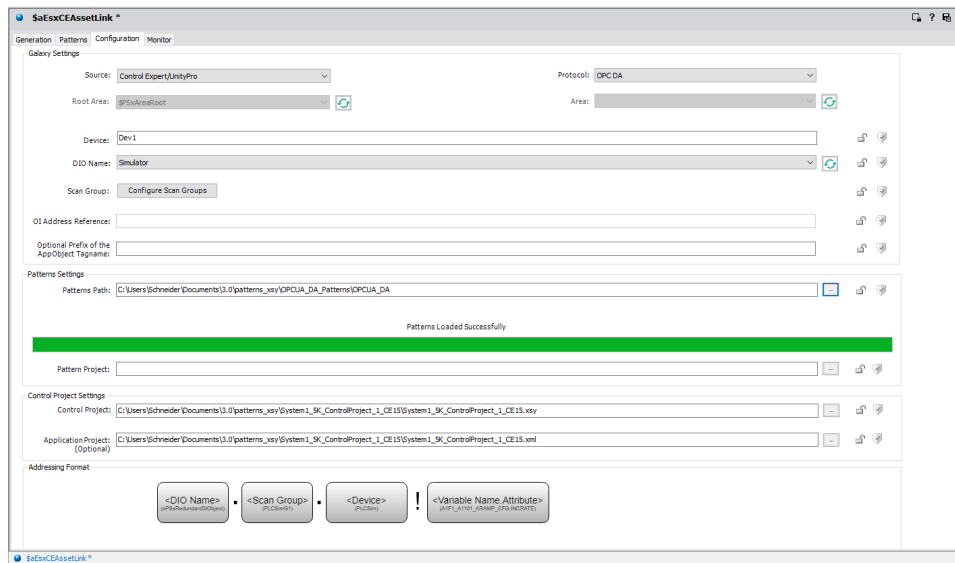 $aEsxCEAssetLink *
?
Generation Patterns Configuration Monitor
Galaxy Settings
Source: Control Expert/UnityPro Protocol: OPC DA
Root Area: $PSxAreaRoot Area:
Device: Dev1
DIO Name: Simulator
Scan Group: Configure Scan Groups
OI Address Reference:
Optional Prefix of the
AppObject Tagname:
Patterns Settings
Patterns Path: C:\Users\Schneider\Documents\3.0\patterns_xsy\OPCUA_DA_Patterns\OPCUA_DA ...
Patterns Loaded Successfully
Pattern Project: ...
Control Project Settings
Control Project: C:\Users\Schneider\Documents\3.0\patterns_xsy\System1_5K_ControlProject_1_CE15\System1_5K_ControlProject_1_CE15.xsy ...
Application Project: C:\Users\Schneider\Documents\3.0\patterns_xsy\System1_5K_ControlProject_1_CE15\System1_5K_ControlProject_1_CE15.xml ...
(Optional)
Addressing Format
<DIO Name> . <Scan Group> . <Device> ! <Variable Name.Attribute>
(aPSxRedundantDIObject) (PLCSimG1) (PLCSim) (A1F1_A1101_ARAMP_CFG.INCRATE)
$aEsxCEAssetLink *